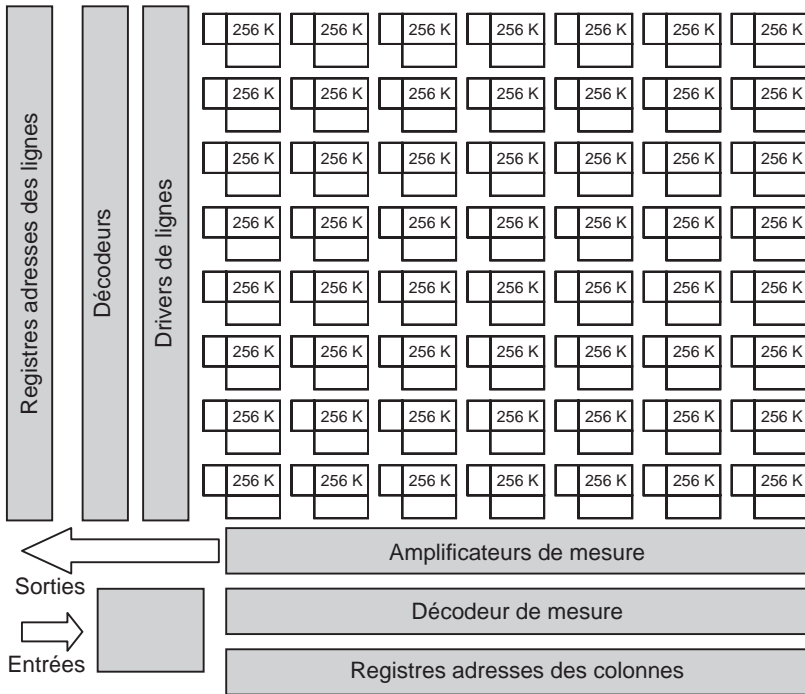 Registres adresses des lignes
Décodeurs
Drivers de lignes
256 K 256 K 256 K 256 K 256 K 256 K 256 K
256 K 256 K 256 K 256 K 256 K 256 K 256 K
256 K 256 K 256 K 256 K 256 K 256 K 256 K
256 K 256 K 256 K 256 K 256 K 256 K 256 K
256 K 256 K 256 K 256 K 256 K 256 K 256 K
256 K 256 K 256 K 256 K 256 K 256 K 256 K
256 K 256 K 256 K 256 K 256 K 256 K 256 K
256 K 256 K 256 K 256 K 256 K 256 K 256 K
Amplificateurs de mesure
Sorties
Décodeur de mesure
Entrées
Registres adresses des colonnes